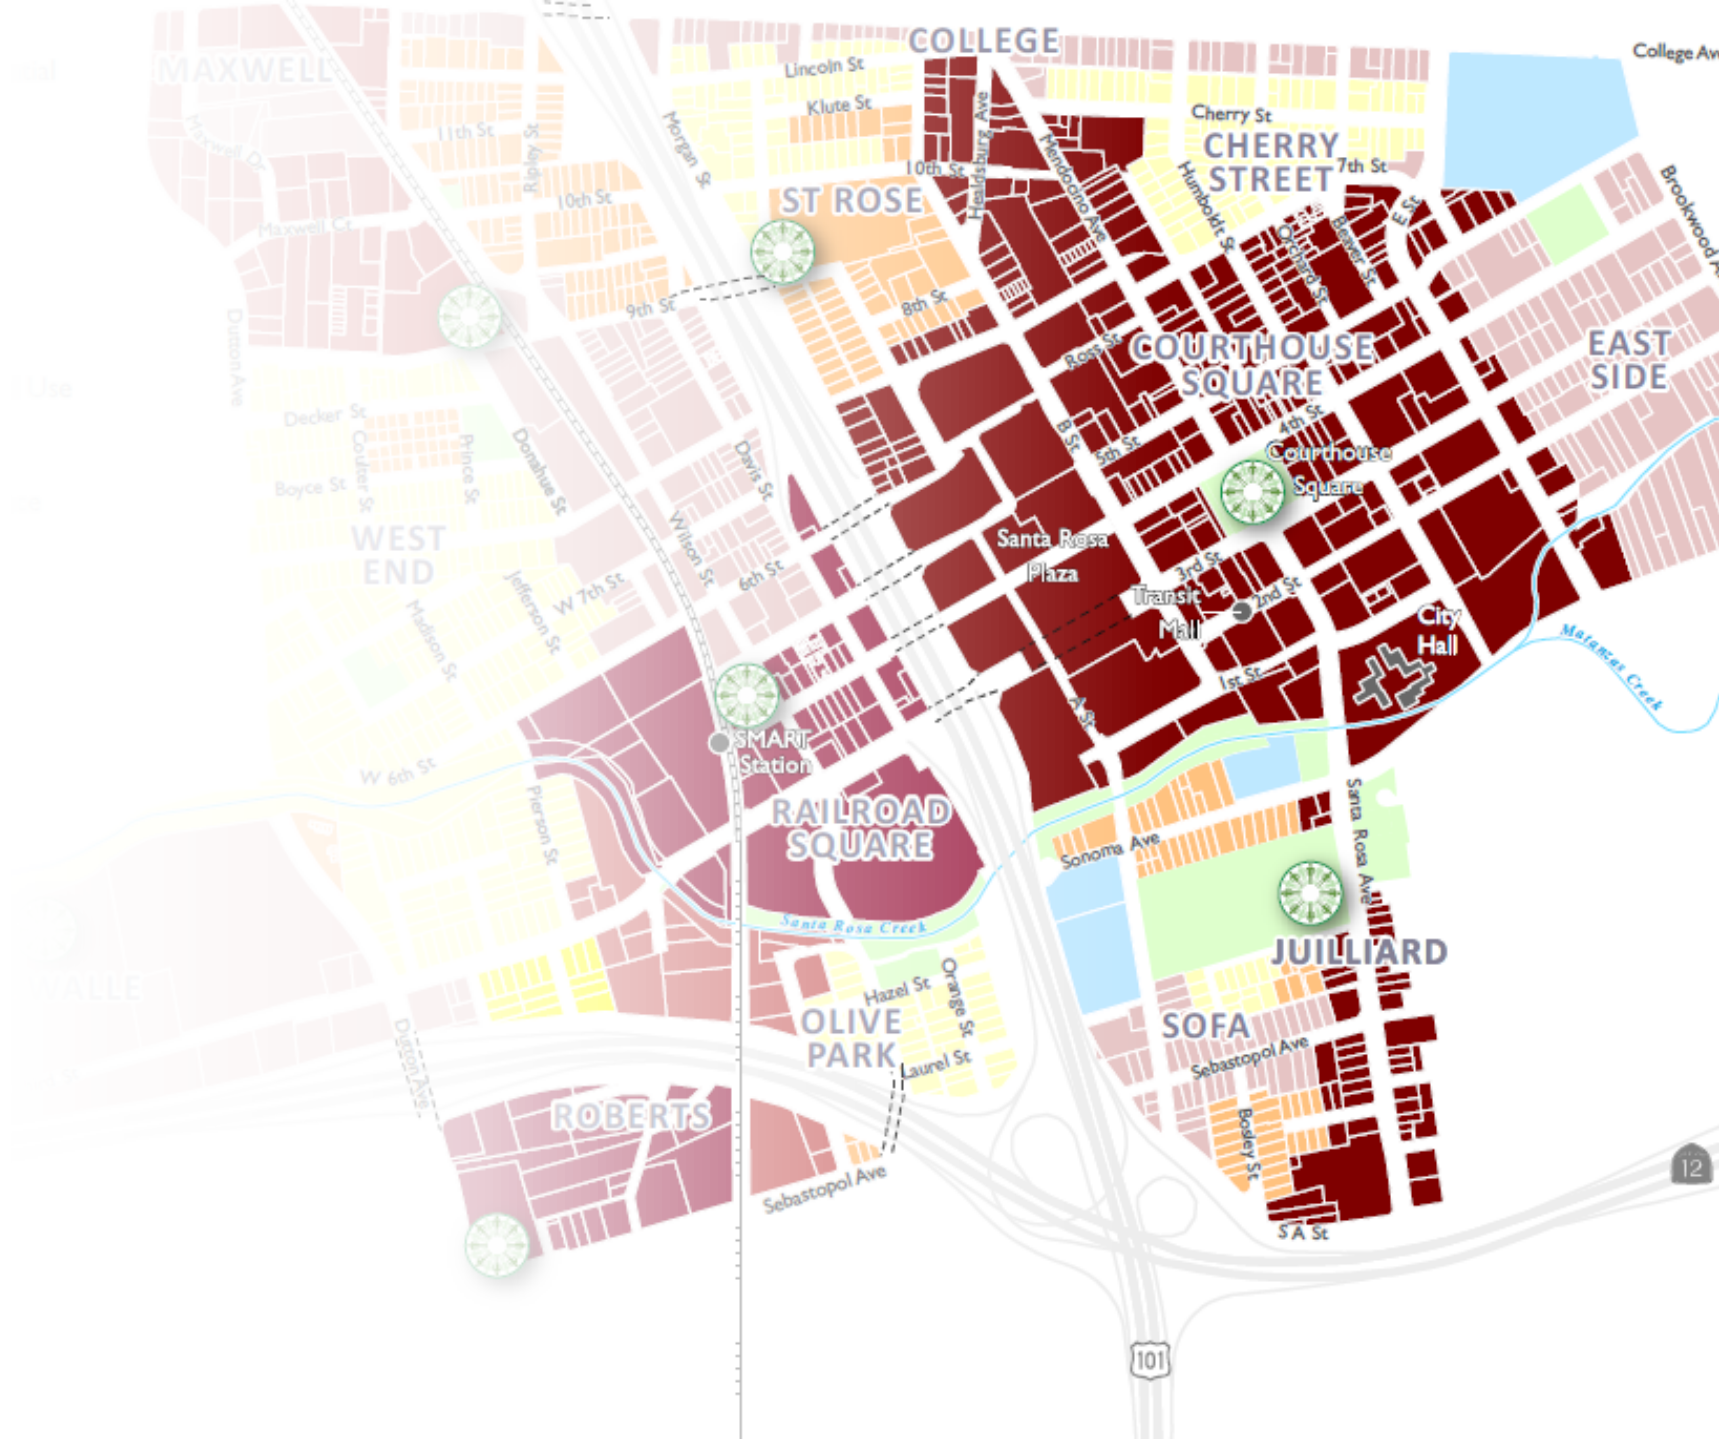 COLLEGE
College Av
MAXWELL
Lincoln St
Klute St
Cherry St
CHERRY
STREET
7th St
11th St
Ripley St
Morgan St
Maxwell Dr
10th St
Healdsburg Ave
Mendocino Ave
Humboldt St
Orchard St
Beaver St
E St
Brookwood A
10th St
ST ROSE
Maxwell Ct
9th St
8th St
Dutton Ave
Ross St
COURTHOUSE
SQUARE
EAST
SIDE
l Use
Decker St
Coulter St
Prince St
Donahue St
Davis St
B St
5th St
4th St
Courthouse
Square
Boyce St
WEST
END
Wilson St
6th St
Santa Rosa
Plaza
3rd St
2nd St
Transit
Mall
City
Hall
Matanzas Creek
W 7th St
Jefferson St
Madison St
1st St
A St
SMART
Station
W 6th St
Pierson St
RAILROAD
SQUARE
Sonoma Ave
Santa Rosa Ave
Santa Rosa Creek
JUILLIARD
WALLE
Hazel St
Orange St
OLIVE
PARK
Laurel St
SOFA
Sebastopol Ave
Dutton Ave
ROBERTS
Bosley St
Sebastopol Ave
12
S A St
101